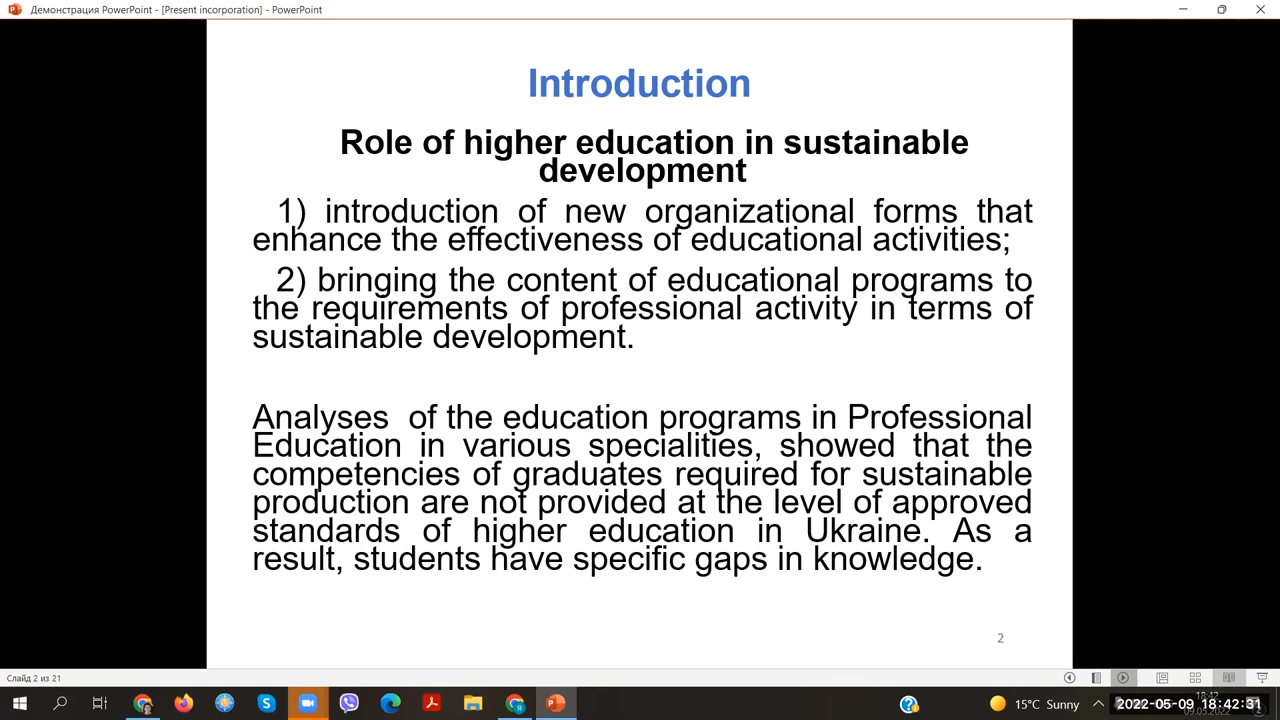 Демонстрация PowerPoint - [Present incorporation] - PowerPoint
Introduction
Role of higher education in sustainable
development
1) introduction of new organizational forms that
enhance the effectiveness of educational activities;
2) bringing the content of educational programs to
the requirements of professional activity in terms of
sustainable development.
Analyses of the education programs in Professional
Education in various specialities, showed that the
competencies of graduates required for sustainable
production are not provided at the level of approved
standards of higher education in Ukraine. As a
result, students have specific gaps in knowledge.
2
Слайд 2 из 21
15°C Sunny
18:42
2022-05-09 18:42:31
09.05.2022